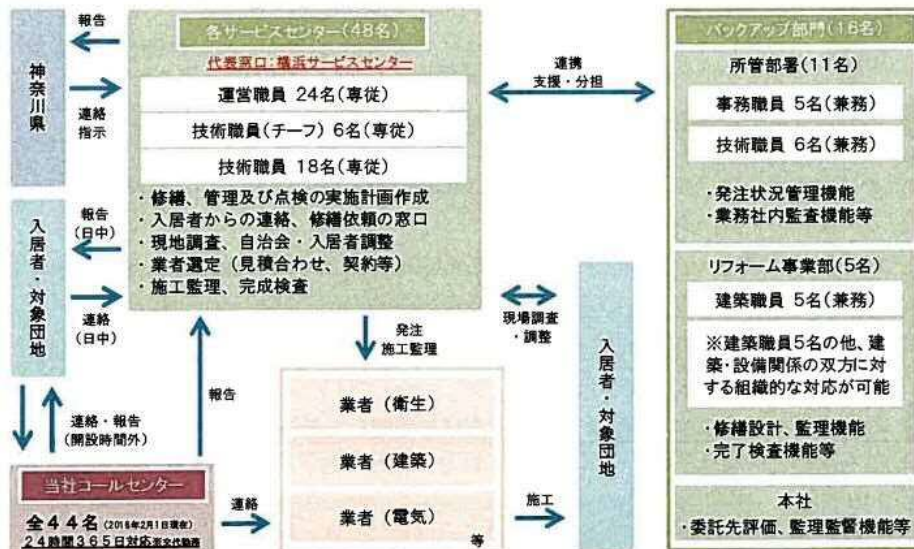 報告
神奈川県
連絡
指示
各サービスセンター(48名)
代表窓口:横浜サービスセンター
運営職員 24名(専従)
技術職員(チーフ) 6名(専従)
技術職員 18名(専従)
・修繕、管理及び点検の実施計画作成
・入居者からの連絡、修繕依頼の窓口
・現地調査、自治会・入居者調整
・業者選定(見積合わせ、契約等)
・施工監理、完成検査
連携
支援・分担
バックアップ部門(16名)
所管部署(11名)
事務職員 5名(兼務)
技術職員 6名(兼務)
・発注状況管理機能
・業務社内監査機能等
リフォーム事業部(5名)
建築職員 5名(兼務)
※建築職員5名の他、建
築・設備関係の双方に対
する組織的な対応が可能
・修繕設計、監理機能
・完了検査機能等
本社
・委託先評価、監理監督機能等
報告
(日中)
入居者・対象団地
連絡
(日中)
連絡・報告
(開設時間外)
報告
発注
施工監理
現場調査
・調整
入居者・対象団地
業者(衛生)
業者(建築)
業者(電気)
等
当社コールセンター
全44名(2016年2月1日現在)
24時間365日対応※交代勤務
連絡
施工